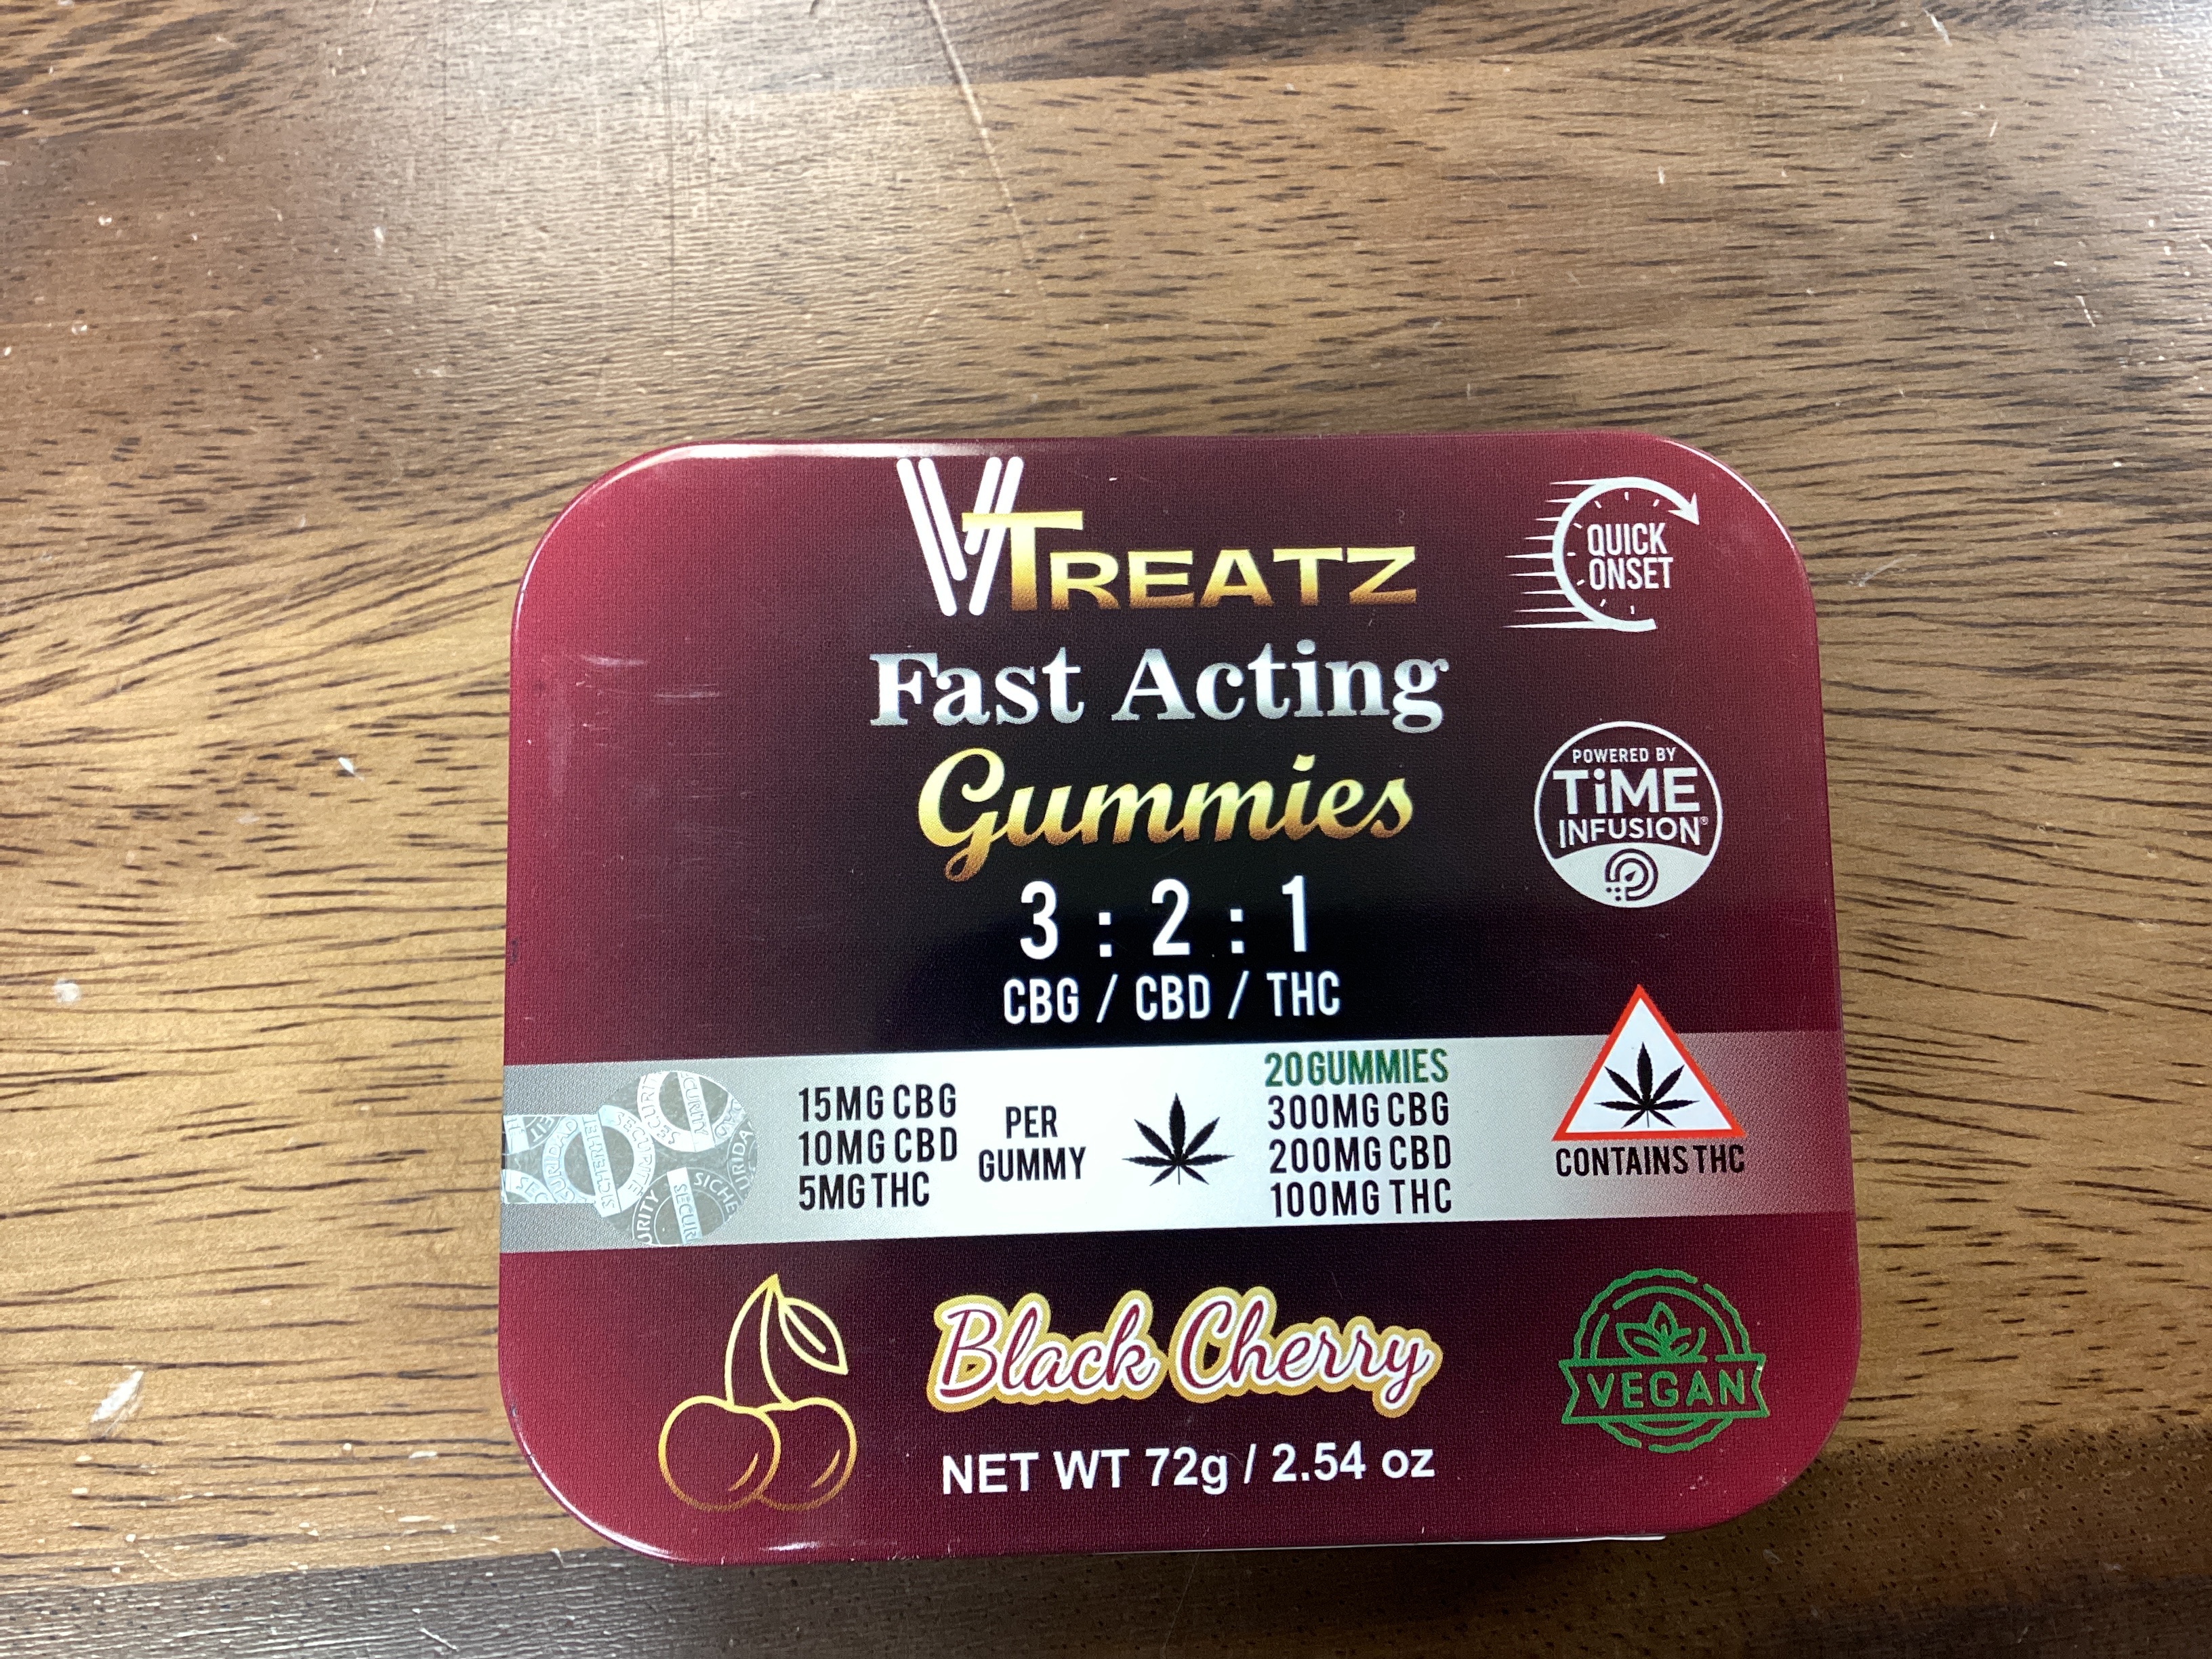 VTREATZ
Fast Acting
Gummies
3 : 2 : 1
CBG / CBD / THC
QUICK
ONSET
POWERED BY
TiME
INFUSION®
15MG CBG
10MG CBD
5MG THC
PER
GUMMY
20 GUMMIES
300MG CBG
200MG CBD
100MG THC
CONTAINS THC
Black Cherry
NET WT 72g / 2.54 oz
VEGAN